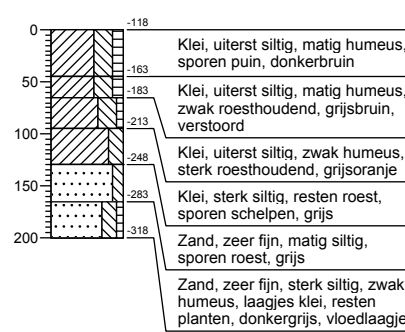 0
50
100
150
200
-118
-163
-183
-213
-248
-283
-318
Klei, uiterst siltig, matig humeus,
sporen puin, donkerbruin
Klei, uiterst siltig, matig humeus,
zwak roesthoudend, grijsbruin,
verstoord
Klei, uiterst siltig, zwak humeus,
sterk roesthoudend, grijsoranje
Klei, sterk siltig, resten roest,
sporen schelpen, grijs
Zand, zeer fijn, matig siltig,
sporen roest, grijs
Zand, zeer fijn, sterk siltig, zwak
humeus, laagjes klei, resten
planten, donkergrijs, vloedlaagje